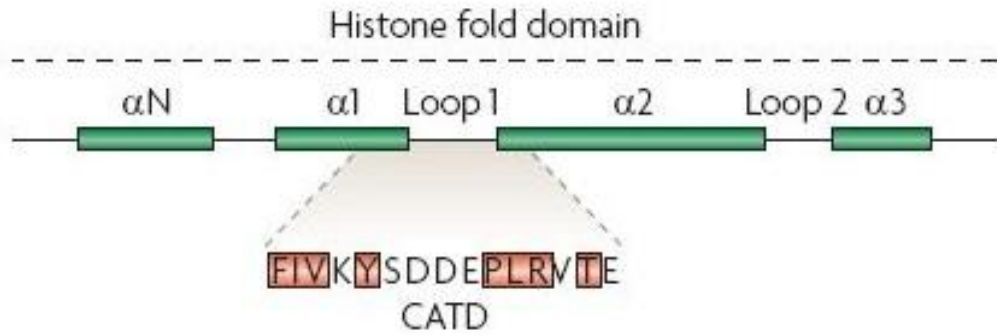 Histone fold domain
αN α1 Loop 1 α2 Loop 2 α3
FIVKYSDDEPLRVTE
CATD